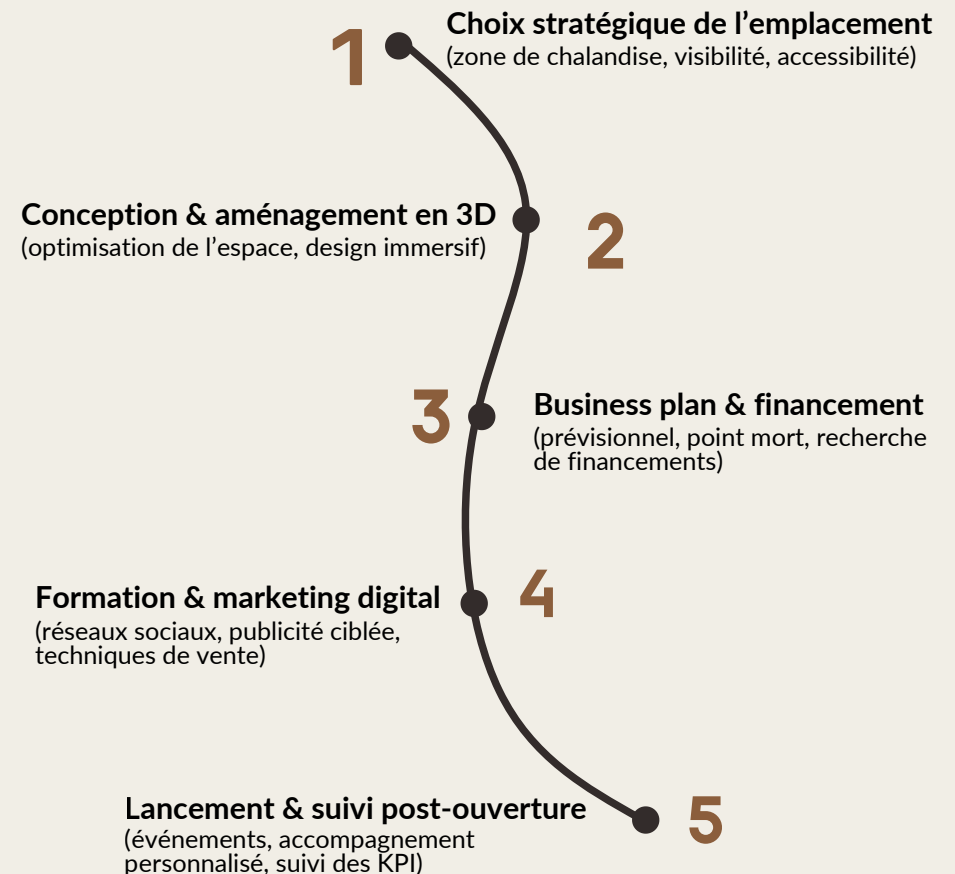 1
Choix stratégique de l’emplacement
(zone de chalandise, visibilité, accessibilité)
Conception & aménagement en 3D
(optimisation de l’espace, design immersif)
2
3
Business plan & financement
(prévisionnel, point mort, recherche
de financements)
Formation & marketing digital
(réseaux sociaux, publicité ciblée,
techniques de vente)
4
Lancement & suivi post-ouverture
(événements, accompagnement
personnalisé, suivi des KPI)
5